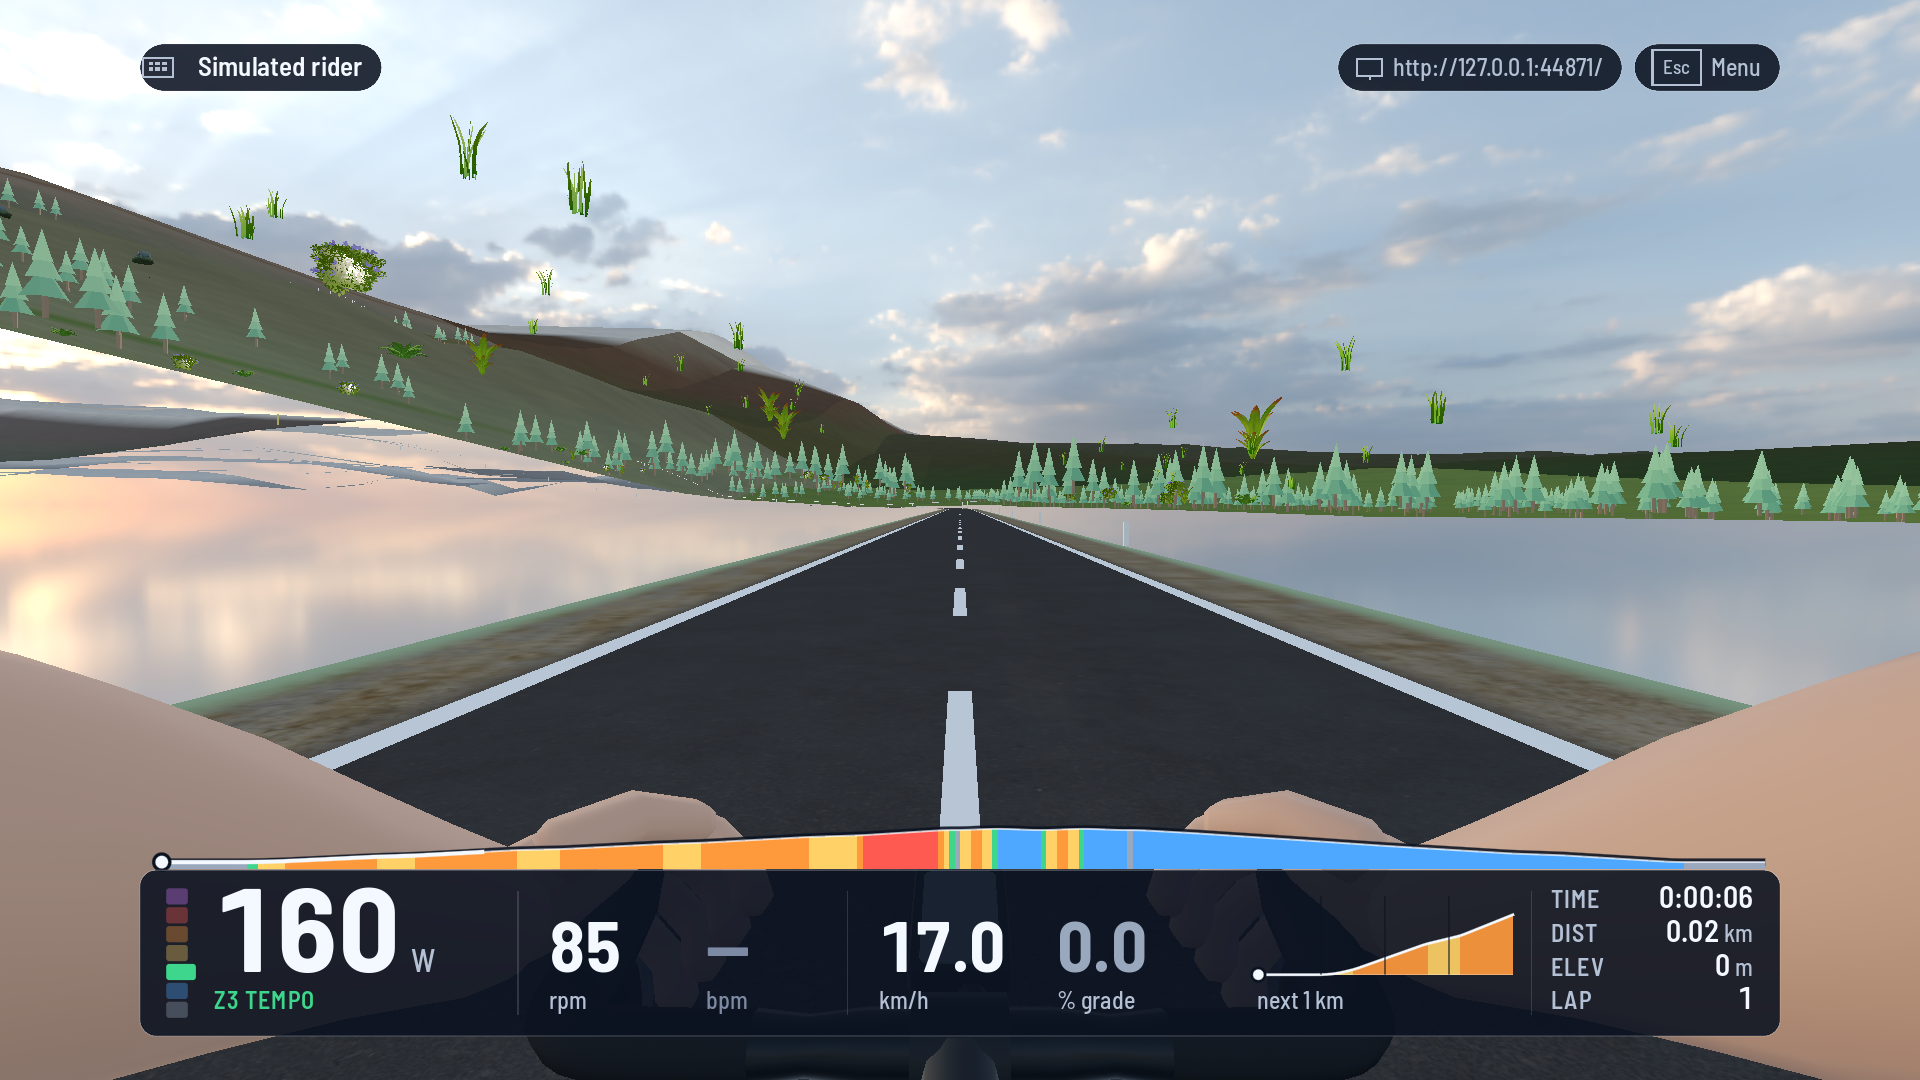 Simulated rider
http://127.0.0.1:44871/
Esc Menu
160 W
Z3 TEMPO
85 rpm
– bpm
17.0 km/h
0.0 % grade
next 1 km
TIME 0:00:06
DIST 0.02 km
ELEV 0 m
LAP 1